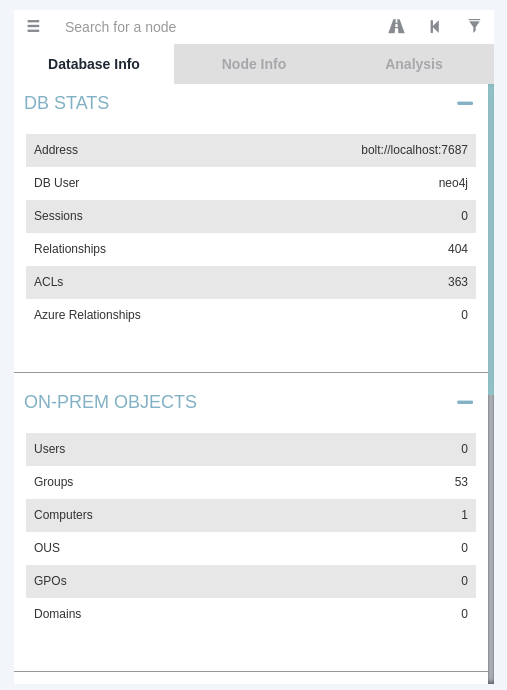 Search for a node
Database Info Node Info Analysis
DB STATS
Address bolt://localhost:7687
DB User neo4j
Sessions 0
Relationships 404
ACLs 363
Azure Relationships 0
ON-PREM OBJECTS
Users 0
Groups 53
Computers 1
OUS 0
GPOs 0
Domains 0